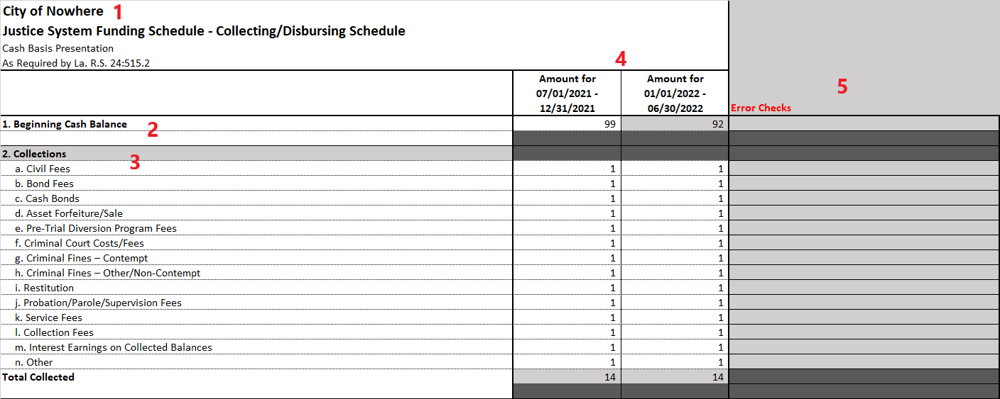 City of Nowhere 1
Justice System Funding Schedule - Collecting/Disbursing Schedule
Cash Basis Presentation
As Required by La. R.S. 24:515.2
4
Amount for 07/01/2021 - 12/31/2021
Amount for 01/01/2022 - 06/30/2022
5
Error Checks
1. Beginning Cash Balance 2 99 92
2. Collections
3
a. Civil Fees 1 1
b. Bond Fees 1 1
c. Cash Bonds 1 1
d. Asset Forfeiture/Sale 1 1
e. Pre-Trial Diversion Program Fees 1 1
f. Criminal Court Costs/Fees 1 1
g. Criminal Fines – Contempt 1 1
h. Criminal Fines – Other/Non-Contempt 1 1
i. Restitution 1 1
j. Probation/Parole/Supervision Fees 1 1
k. Service Fees 1 1
l. Collection Fees 1 1
m. Interest Earnings on Collected Balances 1 1
n. Other 1 1
Total Collected 14 14